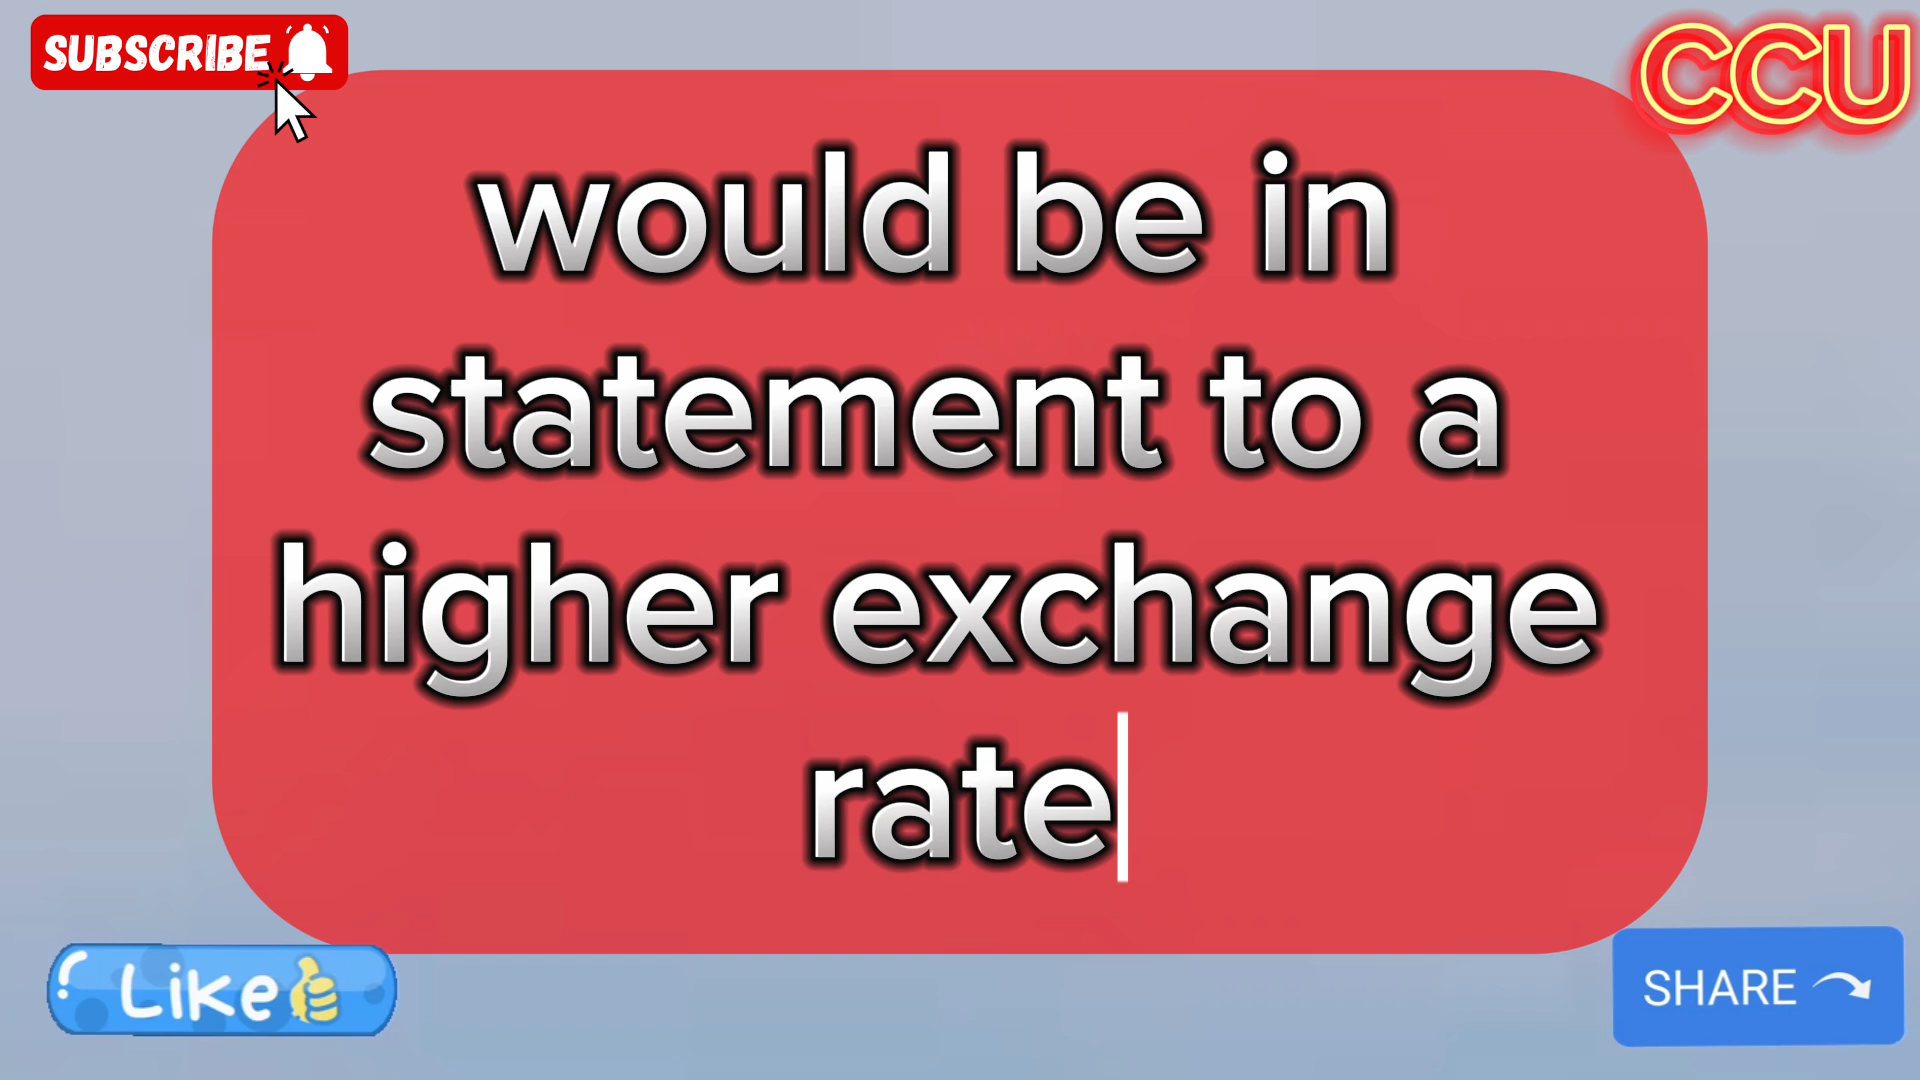 SUBSCRIBE
CCU
would be in
statement to a
higher exchange
rate
Like
SHARE